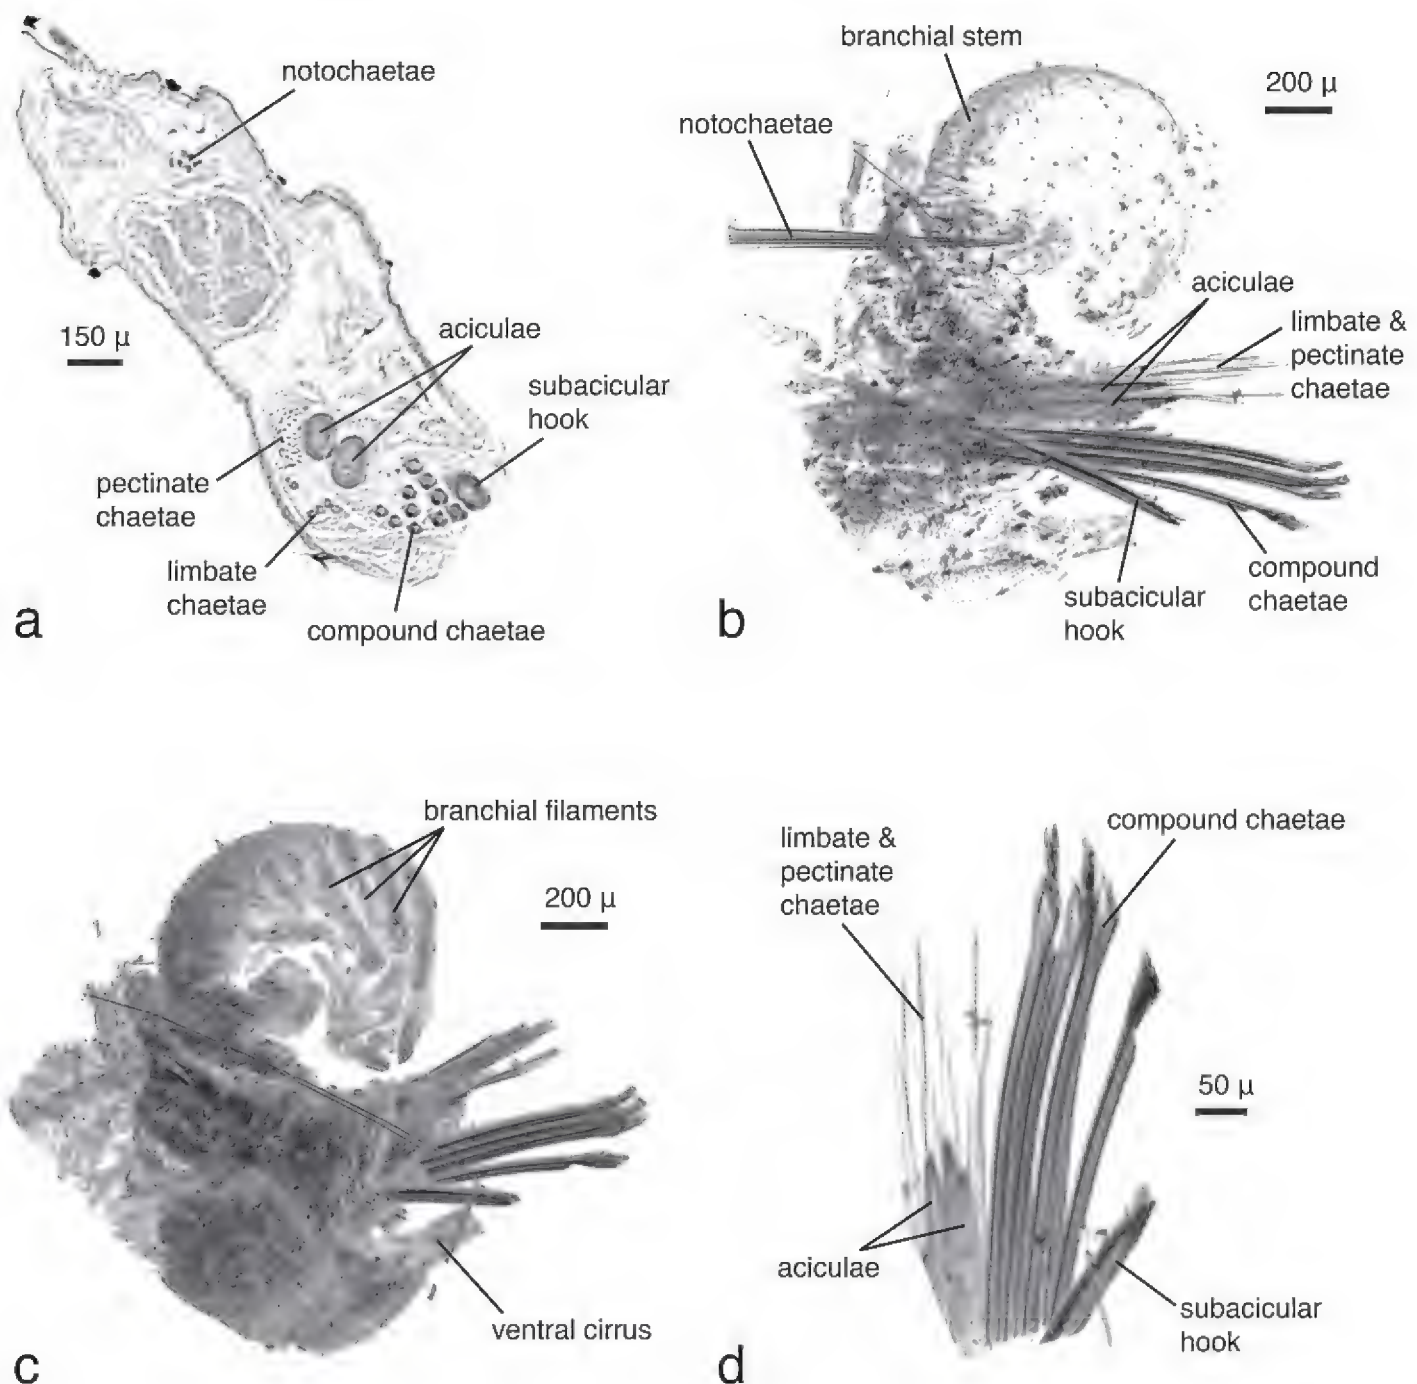 notochaetae
150 μ
aciculae
subacicular
hook
pectinate
chaetae
limbate
chaetae
compound chaetae
a
branchial stem
200 μ
notochaetae
aciculae
limbate &
pectinate
chaetae
subacicular
hook
compound
chaetae
b
branchial filaments
200 μ
ventral cirrus
c
limbate &
pectinate
chaetae
compound chaetae
50 μ
aciculae
subacicular
hook
d